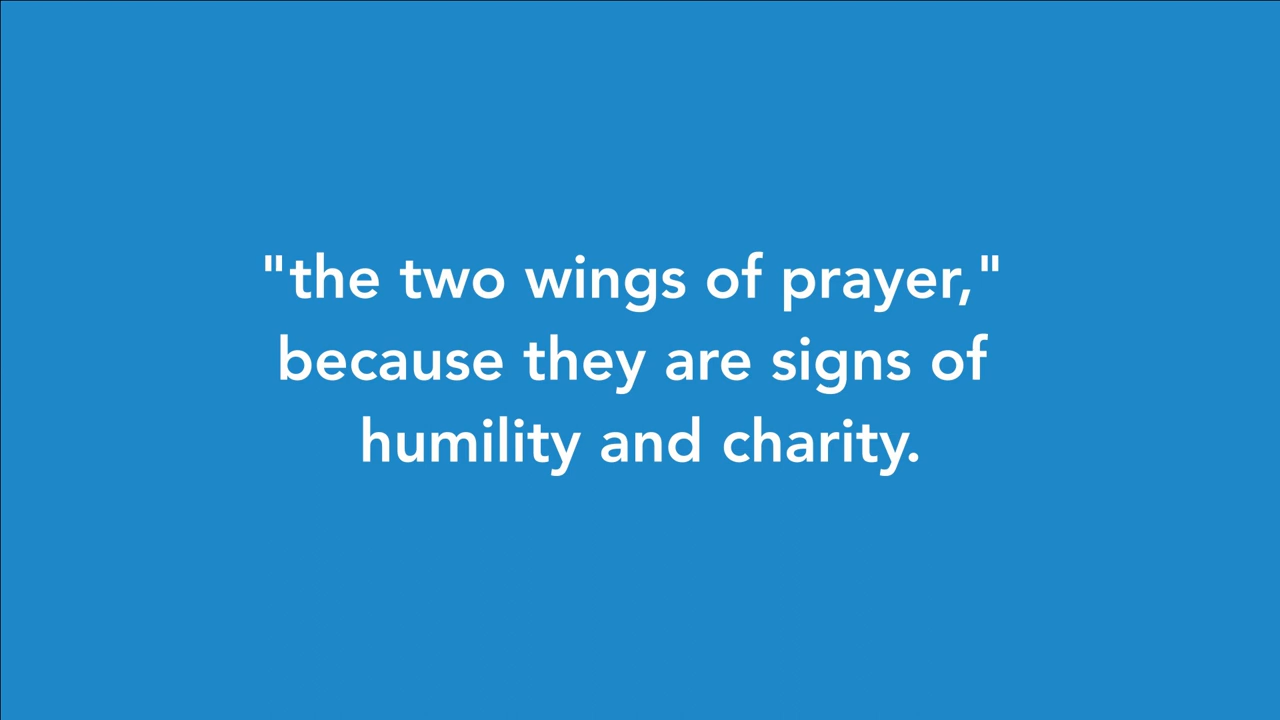 "the two wings of prayer,"
because they are signs of
humility and charity.